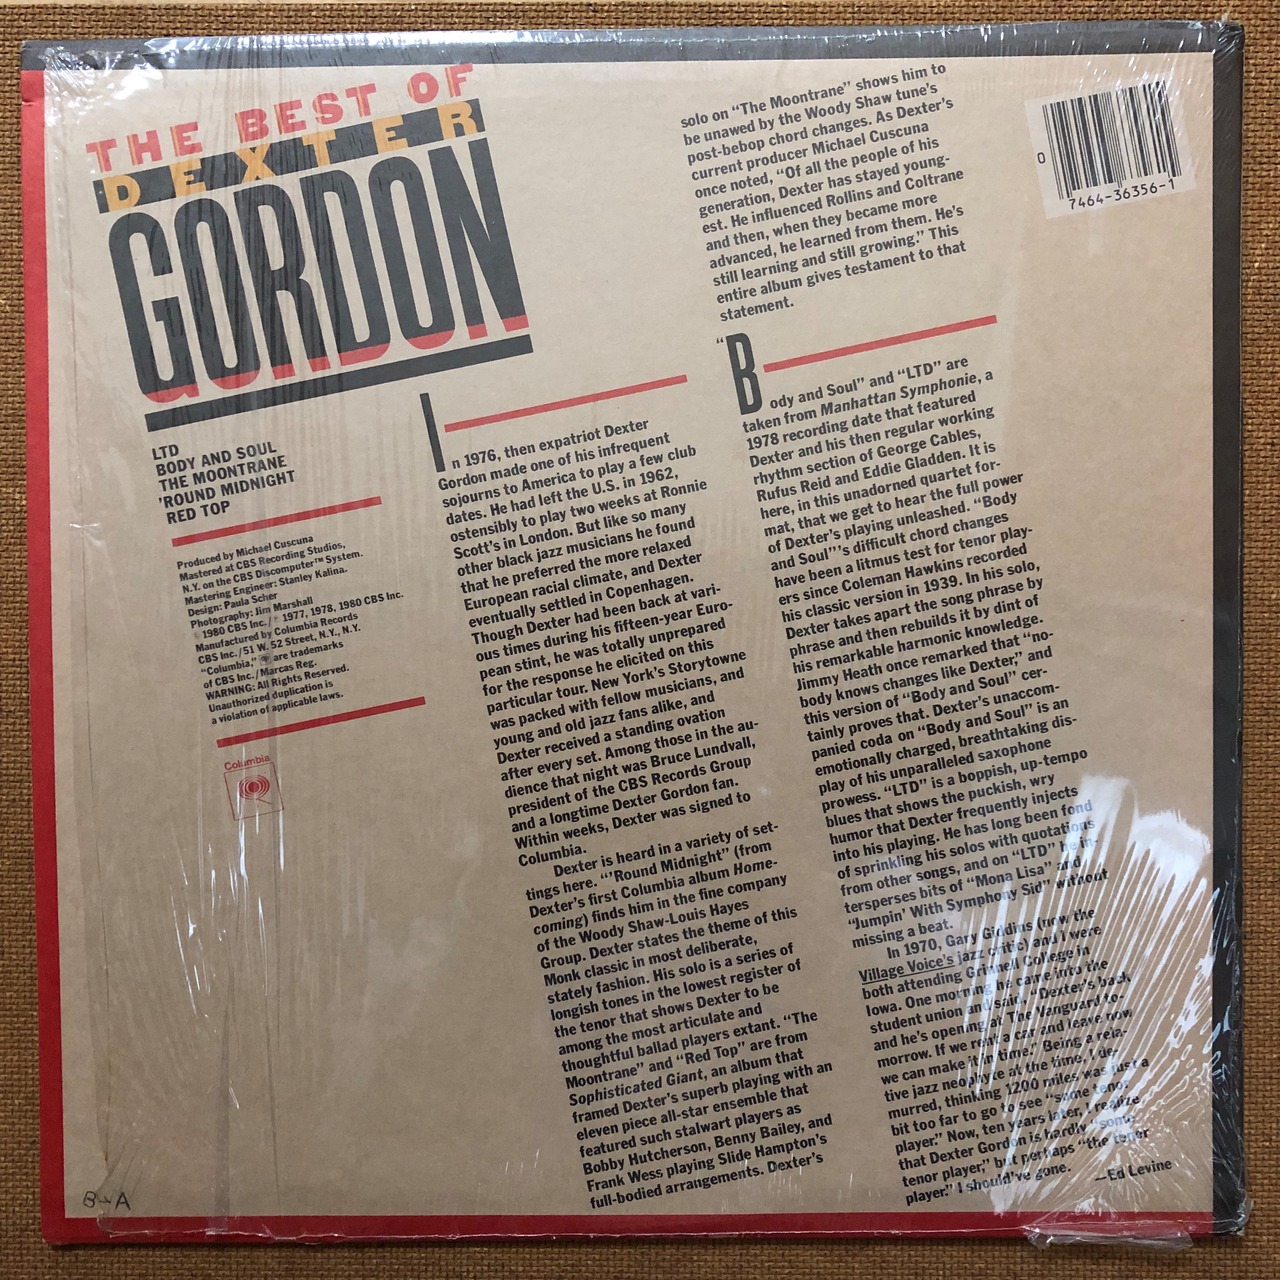 THE BEST OF
DEXTER
GORDON
LTD
BODY AND SOUL
THE MOONTRANE
'ROUND MIDNIGHT
RED TOP
Produced by Michael Cuscuna
Mastered at CBS Recording Studios,
N.Y. on the CBS Discomputer™ System.
Mastering Engineer: Stanley Kalina.
Design: Paula Scher
Photography: Jim Marshall
1980 CBS Inc./ 1977, 1978, 1980 CBS Inc.
Manufactured by Columbia Records
CBS Inc./51 W. 52 Street, N.Y., N.Y.
"Columbia," are trademarks
of CBS Inc./Marcas Reg.
WARNING: All Rights Reserved.
Unauthorized duplication is
a violation of applicable laws.
Columbia
B-A
In 1976, then expatriot Dexter
Gordon made one of his infrequent
sojourns to America to play a few club
dates. He had left the U.S. in 1962,
ostensibly to play two weeks at Ronnie
Scott's in London. But like so many
other black jazz musicians he found
that he preferred the more relaxed
European racial climate, and Dexter
eventually settled in Copenhagen.
Though Dexter had been back at vari-
ous times during his fifteen-year Euro-
pean stint, he was totally unprepared
for the response he elicited on this
particular tour. New York's Storytowne
was packed with fellow musicians, and
young and old jazz fans alike, and
Dexter received a standing ovation
after every set. Among those in the au-
dience that night was Bruce Lundvall,
president of the CBS Records Group
and a longtime Dexter Gordon fan.
Within weeks, Dexter was signed to
Columbia.
Dexter is heard in a variety of set-
tings here. "'Round Midnight" (from
Dexter's first Columbia album Home-
coming) finds him in the fine company
of the Woody Shaw-Louis Hayes
Group. Dexter states the theme of this
Monk classic in most deliberate,
stately fashion. His solo is a series of
longish tones in the lowest register of
the tenor that shows Dexter to be
among the most articulate and
thoughtful ballad players extant. "The
Moontrane" and "Red Top" are from
Sophisticated Giant, an album that
framed Dexter's superb playing with an
eleven piece all-star ensemble that
featured such stalwart players as
Bobby Hutcherson, Benny Bailey, and
Frank Wess playing Slide Hampton's
full-bodied arrangements. Dexter's
solo on "The Moontrane" shows him to
be unawed by the Woody Shaw tune's
post-bebop chord changes. As Dexter's
current producer Michael Cuscuna
once noted, "Of all the people of his
generation, Dexter has stayed young-
est. He influenced Rollins and Coltrane
and then, when they became more
advanced, he learned from them. He's
still learning and still growing." This
entire album gives testament to that
statement.
"Body and Soul" and "LTD" are
taken from Manhattan Symphonie, a
1978 recording date that featured
Dexter and his then regular working
rhythm section of George Cables,
Rufus Reid and Eddie Gladden. It is
here, in this unadorned quartet for-
mat, that we get to hear the full power
of Dexter's playing unleashed. "Body
and Soul"'s difficult chord changes
have been a litmus test for tenor play-
ers since Coleman Hawkins recorded
his classic version in 1939. In his solo,
Dexter takes apart the song phrase by
phrase and then rebuilds it by dint of
his remarkable harmonic knowledge.
Jimmy Heath once remarked that "no-
body knows changes like Dexter," and
this version of "Body and Soul" cer-
tainly proves that. Dexter's unaccom-
panied coda on "Body and Soul" is an
emotionally charged, breathtaking dis-
play of his unparalleled saxophone
prowess. "LTD" is a boppish, up-tempo
blues that shows the puckish, wry
humor that Dexter frequently injects
into his playing. He has long been fond
of sprinkling his solos with quotations
from other songs, and on "LTD" he in-
tersperses bits of "Mona Lisa" and
"Jumpin' With Symphony Sid" without
missing a beat.
In 1970, Gary Giddins (now the
Village Voice's jazz critic) and I were
both attending Grinnell College in
Iowa. One morning he came into the
student union and said, "Dexter's back
and he's opening at The Vanguard to-
morrow. If we rent a car and leave now,
we can make it in time." Being a rela-
tive jazz neophyte at the time, I de-
murred, thinking 1200 miles was just a
bit too far to go to see "some tenor
player." Now, ten years later, I realize
that Dexter Gordon is hardly "some
tenor player," but perhaps "the tenor
player." I should've gone.
—Ed Levine
0 7464-36356-1